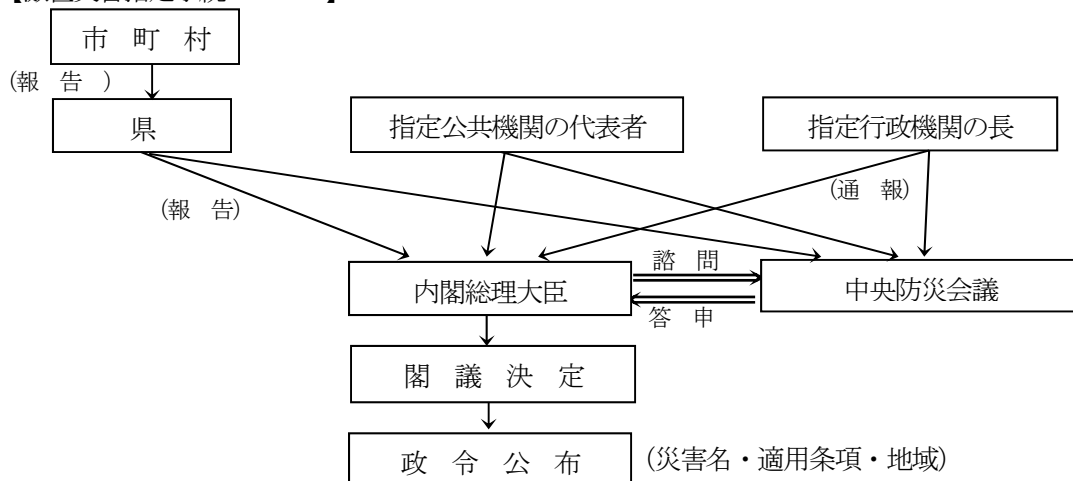 市 町 村
(報 告 )
県
指定公共機関の代表者
指定行政機関の長
(報 告)
(通 報)
内閣総理大臣
諮 問
答 申
中央防災会議
閣 議 決 定
政 令 公 布
(災害名・適用条項・地域)